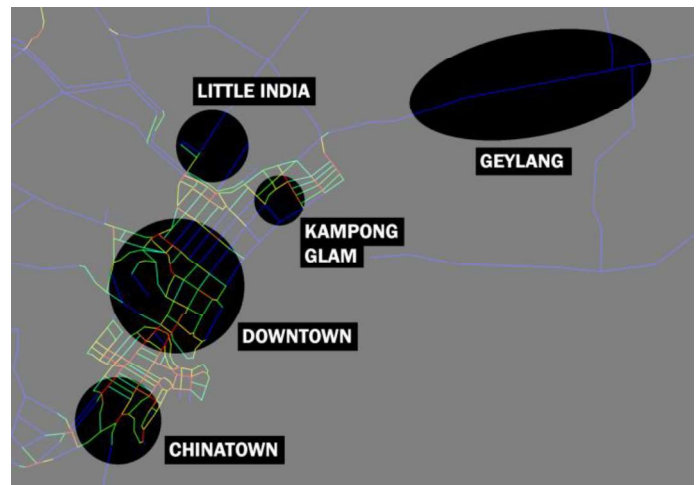 LITTLE INDIA
GEYLANG
KAMPONG
GLAM
DOWNTOWN
CHINATOWN